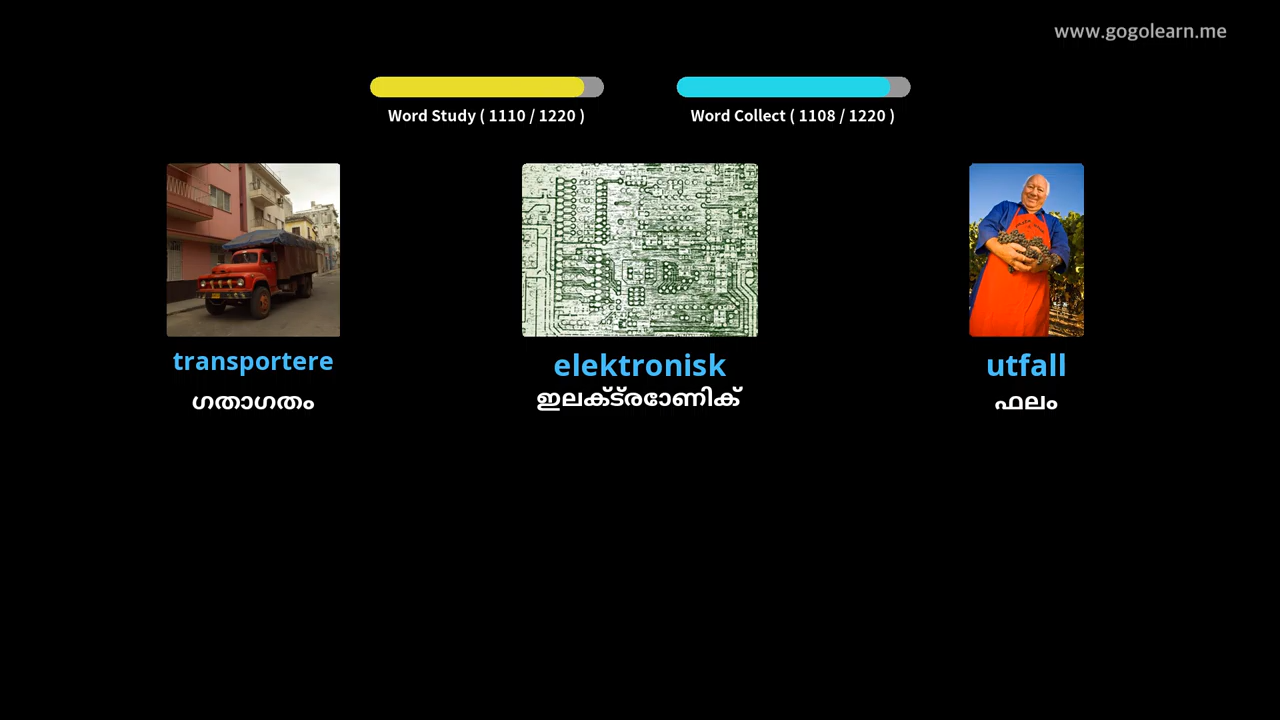 www.gogolearn.me
Word Study ( 1110 / 1220 )
Word Collect ( 1108 / 1220 )
transportere
ഗതാഗതം
elektronisk
ഇലക്ട്രോണിക്
utfall
ഫലം